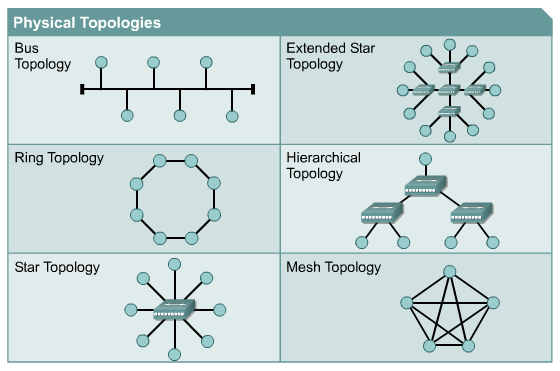 Physical Topologies
Bus
Topology
Extended Star
Topology
Ring Topology
Hierarchical
Topology
Star Topology
Mesh Topology